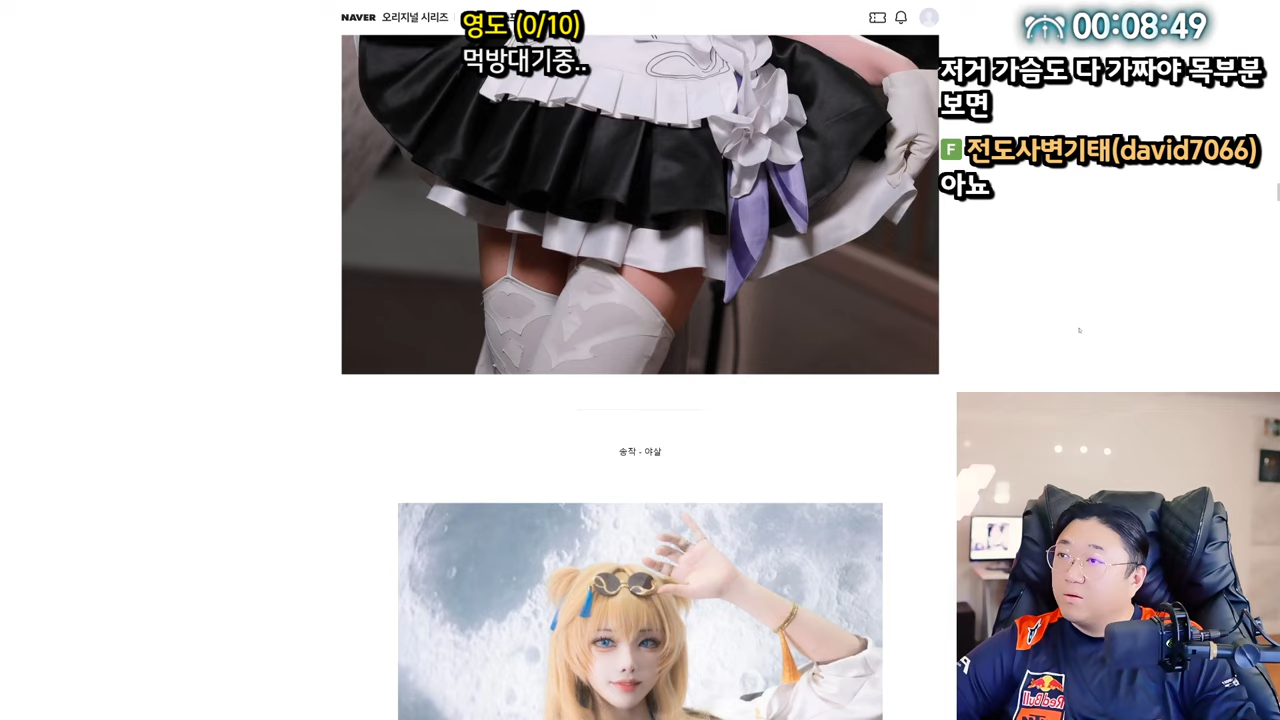 NAVER 오리지널 시리즈
영도 (0/10)
먹방대기중..
00:08:49
저거 가슴도 다 가짜야 목부분
보면
F 전도사변기태(david7066)
아뇨
송작 - 야살
Red Bull